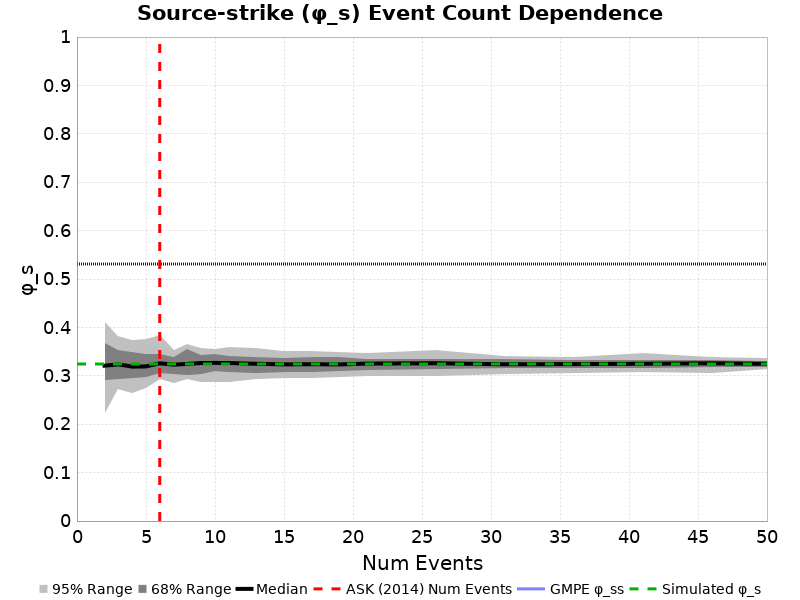 Source-strike (φ_s) Event Count Dependence
φ_s
1
0.9
0.8
0.7
0.6
0.5
0.4
0.3
0.2
0.1
0
0 5 10 15 20 25 30 35 40 45 50
Num Events
95% Range 68% Range Median ASK (2014) Num Events GMPE φ_ss Simulated φ_s